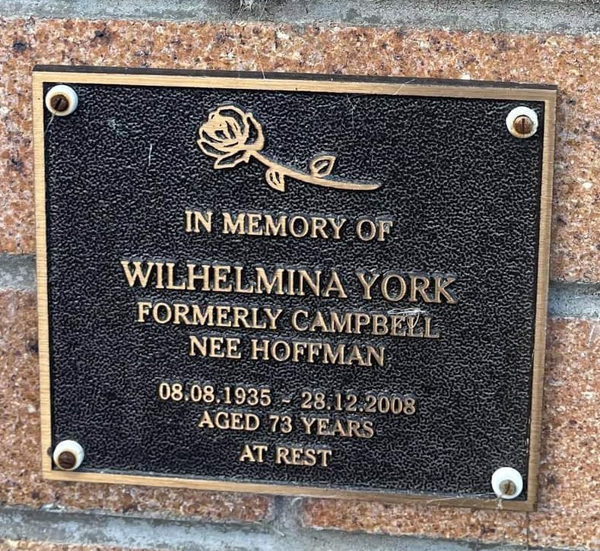 IN MEMORY OF
WILHELMINA YORK
FORMERLY CAMPBELL
NEE HOFFMAN
08.08.1935 - 28.12.2008
AGED 73 YEARS
AT REST